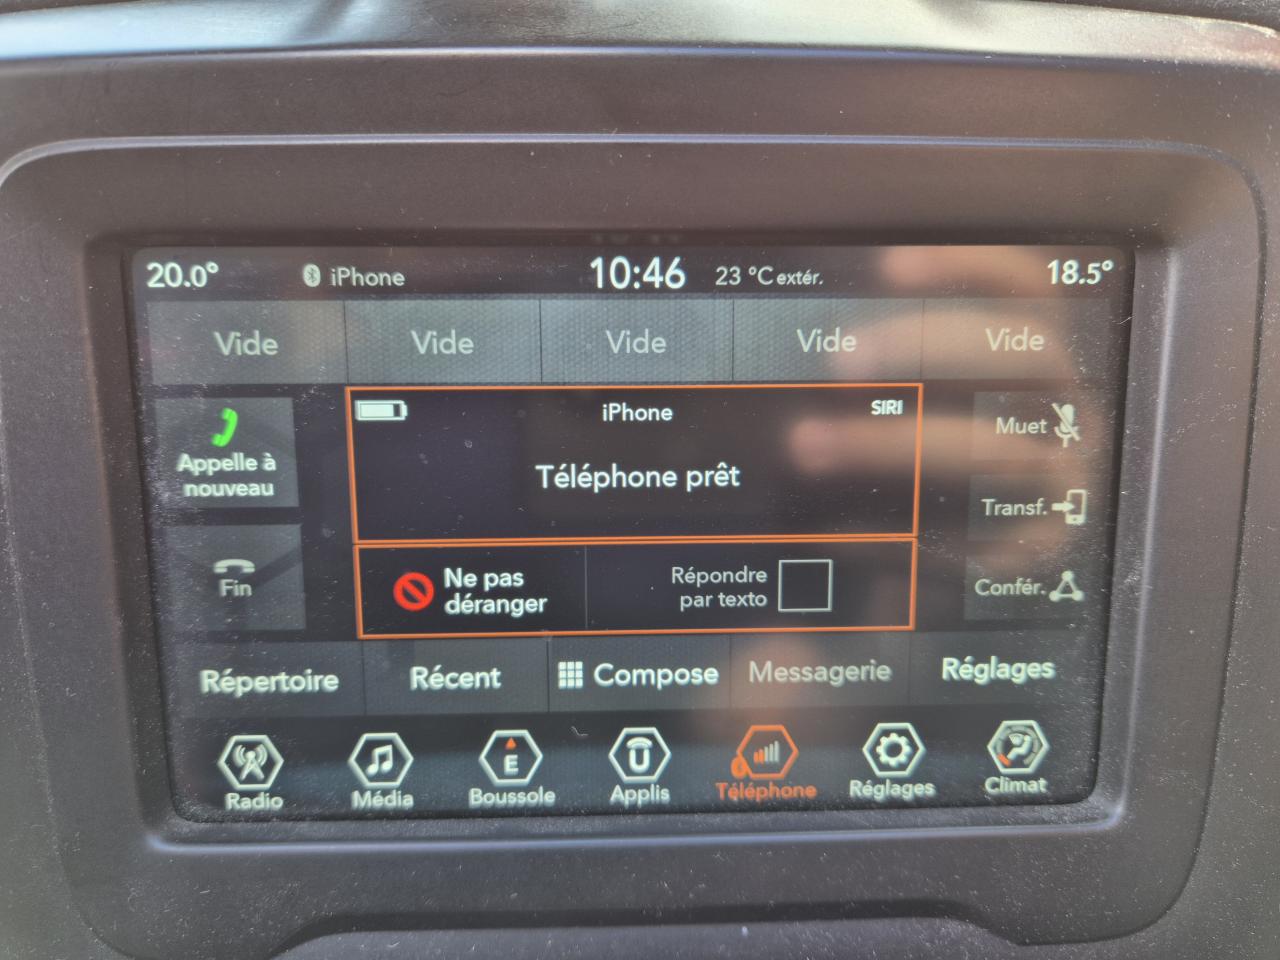 20.0° iPhone 10:46 23 °C extér. 18.5°
Vide Vide Vide Vide Vide
iPhone SIRI
Téléphone prêt
Appelle à
nouveau
Fin
Muet
Transf.
Confér.
Ne pas
déranger
Répondre
par texto
Répertoire Récent Compose Messagerie Réglages
E U
Radio Média Boussole Applis Téléphone Réglages Climat